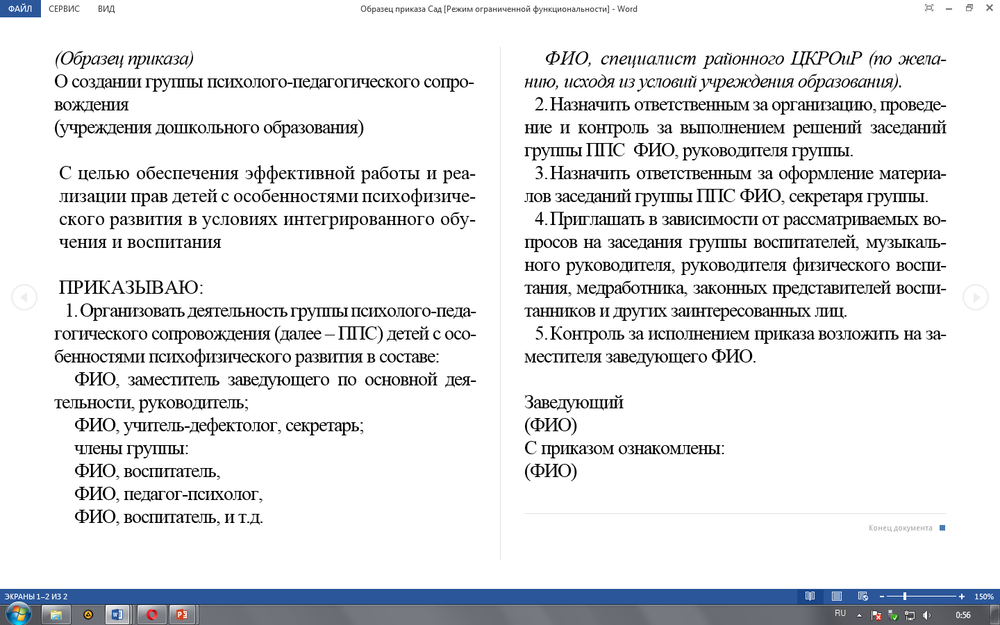 ФАЙЛ СЕРВИС ВИД Образец приказа Сад [Режим ограниченной функциональности] - Word
(Образец приказа)
О создании группы психолого-педагогического сопро-
вождения
(учреждения дошкольного образования)
С целью обеспечения эффективной работы и реа-
лизации прав детей с особенностями психофизиче-
ского развития в условиях интегрированного обу-
чения и воспитания
ПРИКАЗЫВАЮ:
1. Организовать деятельность группы психолого-педа-
гогического сопровождения (далее – ППС) детей с осо-
бенностями психофизического развития в составе:
ФИО, заместитель заведующего по основной дея-
тельности, руководитель;
ФИО, учитель-дефектолог, секретарь;
члены группы:
ФИО, воспитатель,
ФИО, педагог-психолог,
ФИО, воспитатель, и т.д.
ФИО, специалист районного ЦКРОиР (по жела-
нию, исходя из условий учреждения образования).
2. Назначить ответственным за организацию, проведе-
ние и контроль за выполнением решений заседаний
группы ППС ФИО, руководителя группы.
3. Назначить ответственным за оформление материа-
лов заседаний группы ППС ФИО, секретаря группы.
4. Приглашать в зависимости от рассматриваемых во-
просов на заседания группы воспитателей, музыкаль-
ного руководителя, руководителя физического воспи-
тания, медработника, законных представителей воспи-
танников и других заинтересованных лиц.
5. Контроль за исполнением приказа возложить на за-
местителя заведующего ФИО.
Заведующий
(ФИО)
С приказом ознакомлены:
(ФИО)
Конец документа
ЭКРАНЫ 1–2 ИЗ 2 150%
RU 0:56